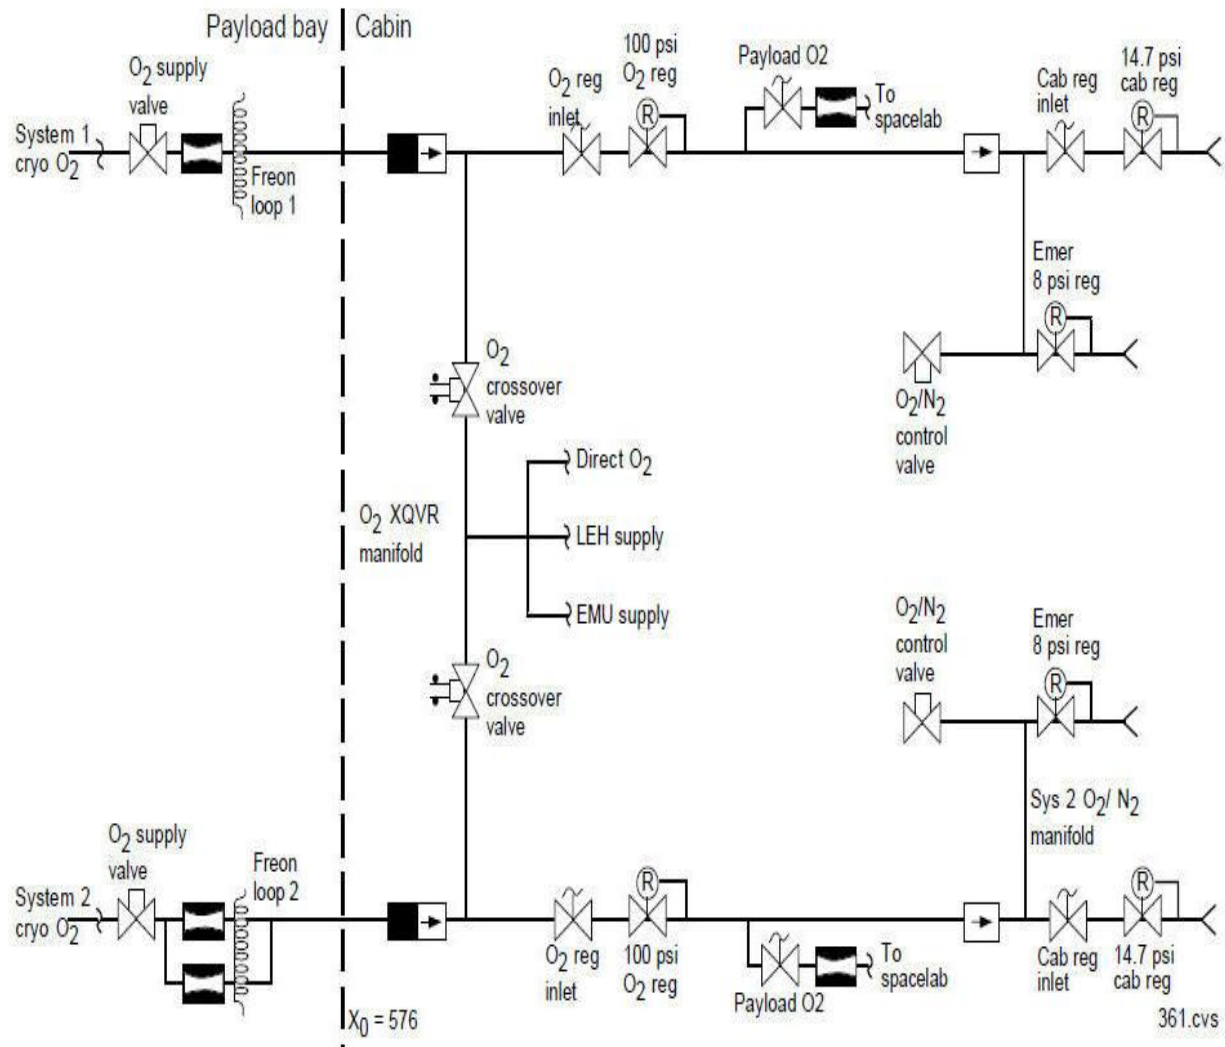 Payload bay
Cabin
O2 supply
valve
System 1
cryo O2
Freon
loop 1
O2 reg
inlet
100 psi
O2 reg
R
Payload O2
To
spacelab
Cab reg
inlet
14.7 psi
cab reg
R
Emer
8 psi reg
R
O2/N2
control
valve
O2
crossover
valve
Direct O2
O2 XQVR
manifold
LEH supply
EMU supply
O2
crossover
valve
O2/N2
control
valve
Emer
8 psi reg
R
Sys 2 O2/ N2
manifold
O2 supply
valve
Freon
loop 2
System 2
cryo O2
O2 reg
inlet
R
100 psi
O2 reg
Payload O2
To
spacelab
Cab reg
inlet
R
14.7 psi
cab reg
X0 = 576
361.cvs